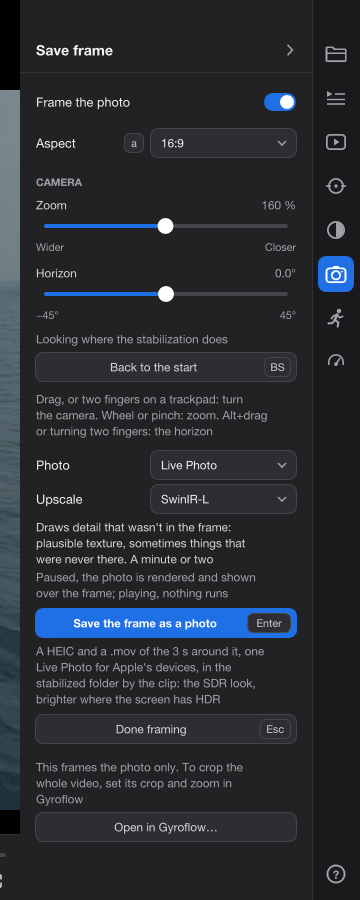 Save frame
Frame the photo
Aspect a 16:9
CAMERA
Zoom 160 %
Wider Closer
Horizon 0.0°
−45° 45°
Looking where the stabilization does
Back to the start BS
Drag, or two fingers on a trackpad: turn
the camera. Wheel or pinch: zoom. Alt+drag
or turning two fingers: the horizon
Photo Live Photo
Upscale SwinIR-L
Draws detail that wasn't in the frame:
plausible texture, sometimes things that
were never there. A minute or two
Paused, the photo is rendered and shown
over the frame; playing, nothing runs
Save the frame as a photo Enter
A HEIC and a .mov of the 3 s around it, one
Live Photo for Apple's devices, in the
stabilized folder by the clip: the SDR look,
brighter where the screen has HDR
Done framing Esc
This frames the photo only. To crop the
whole video, set its crop and zoom in
Gyroflow
Open in Gyroflow…
?